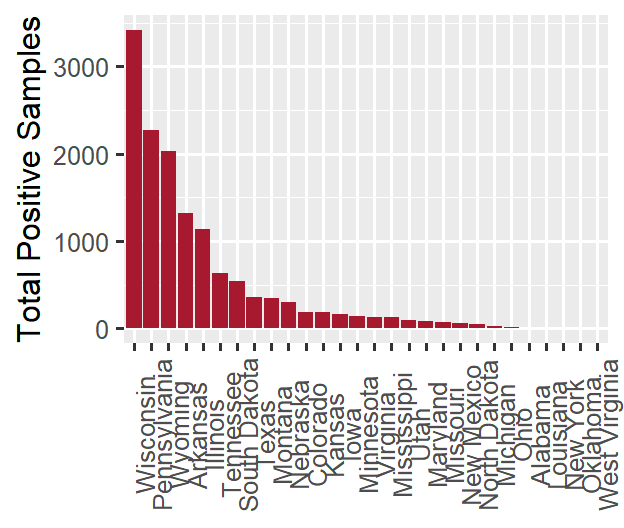 Total Positive Samples
3000
2000
1000
0
Wisconsin
Pennsylvania
Wyoming
Arkansas
Illinois
Tennessee
South Dakota
Texas
Montana
Nebraska
Colorado
Kansas
Iowa
Minnesota
Virginia
Mississippi
Utah
Maryland
Missouri
New Mexico
North Dakota
Michigan
Ohio
Alabama
Louisiana
New York
Oklahoma
West Virginia